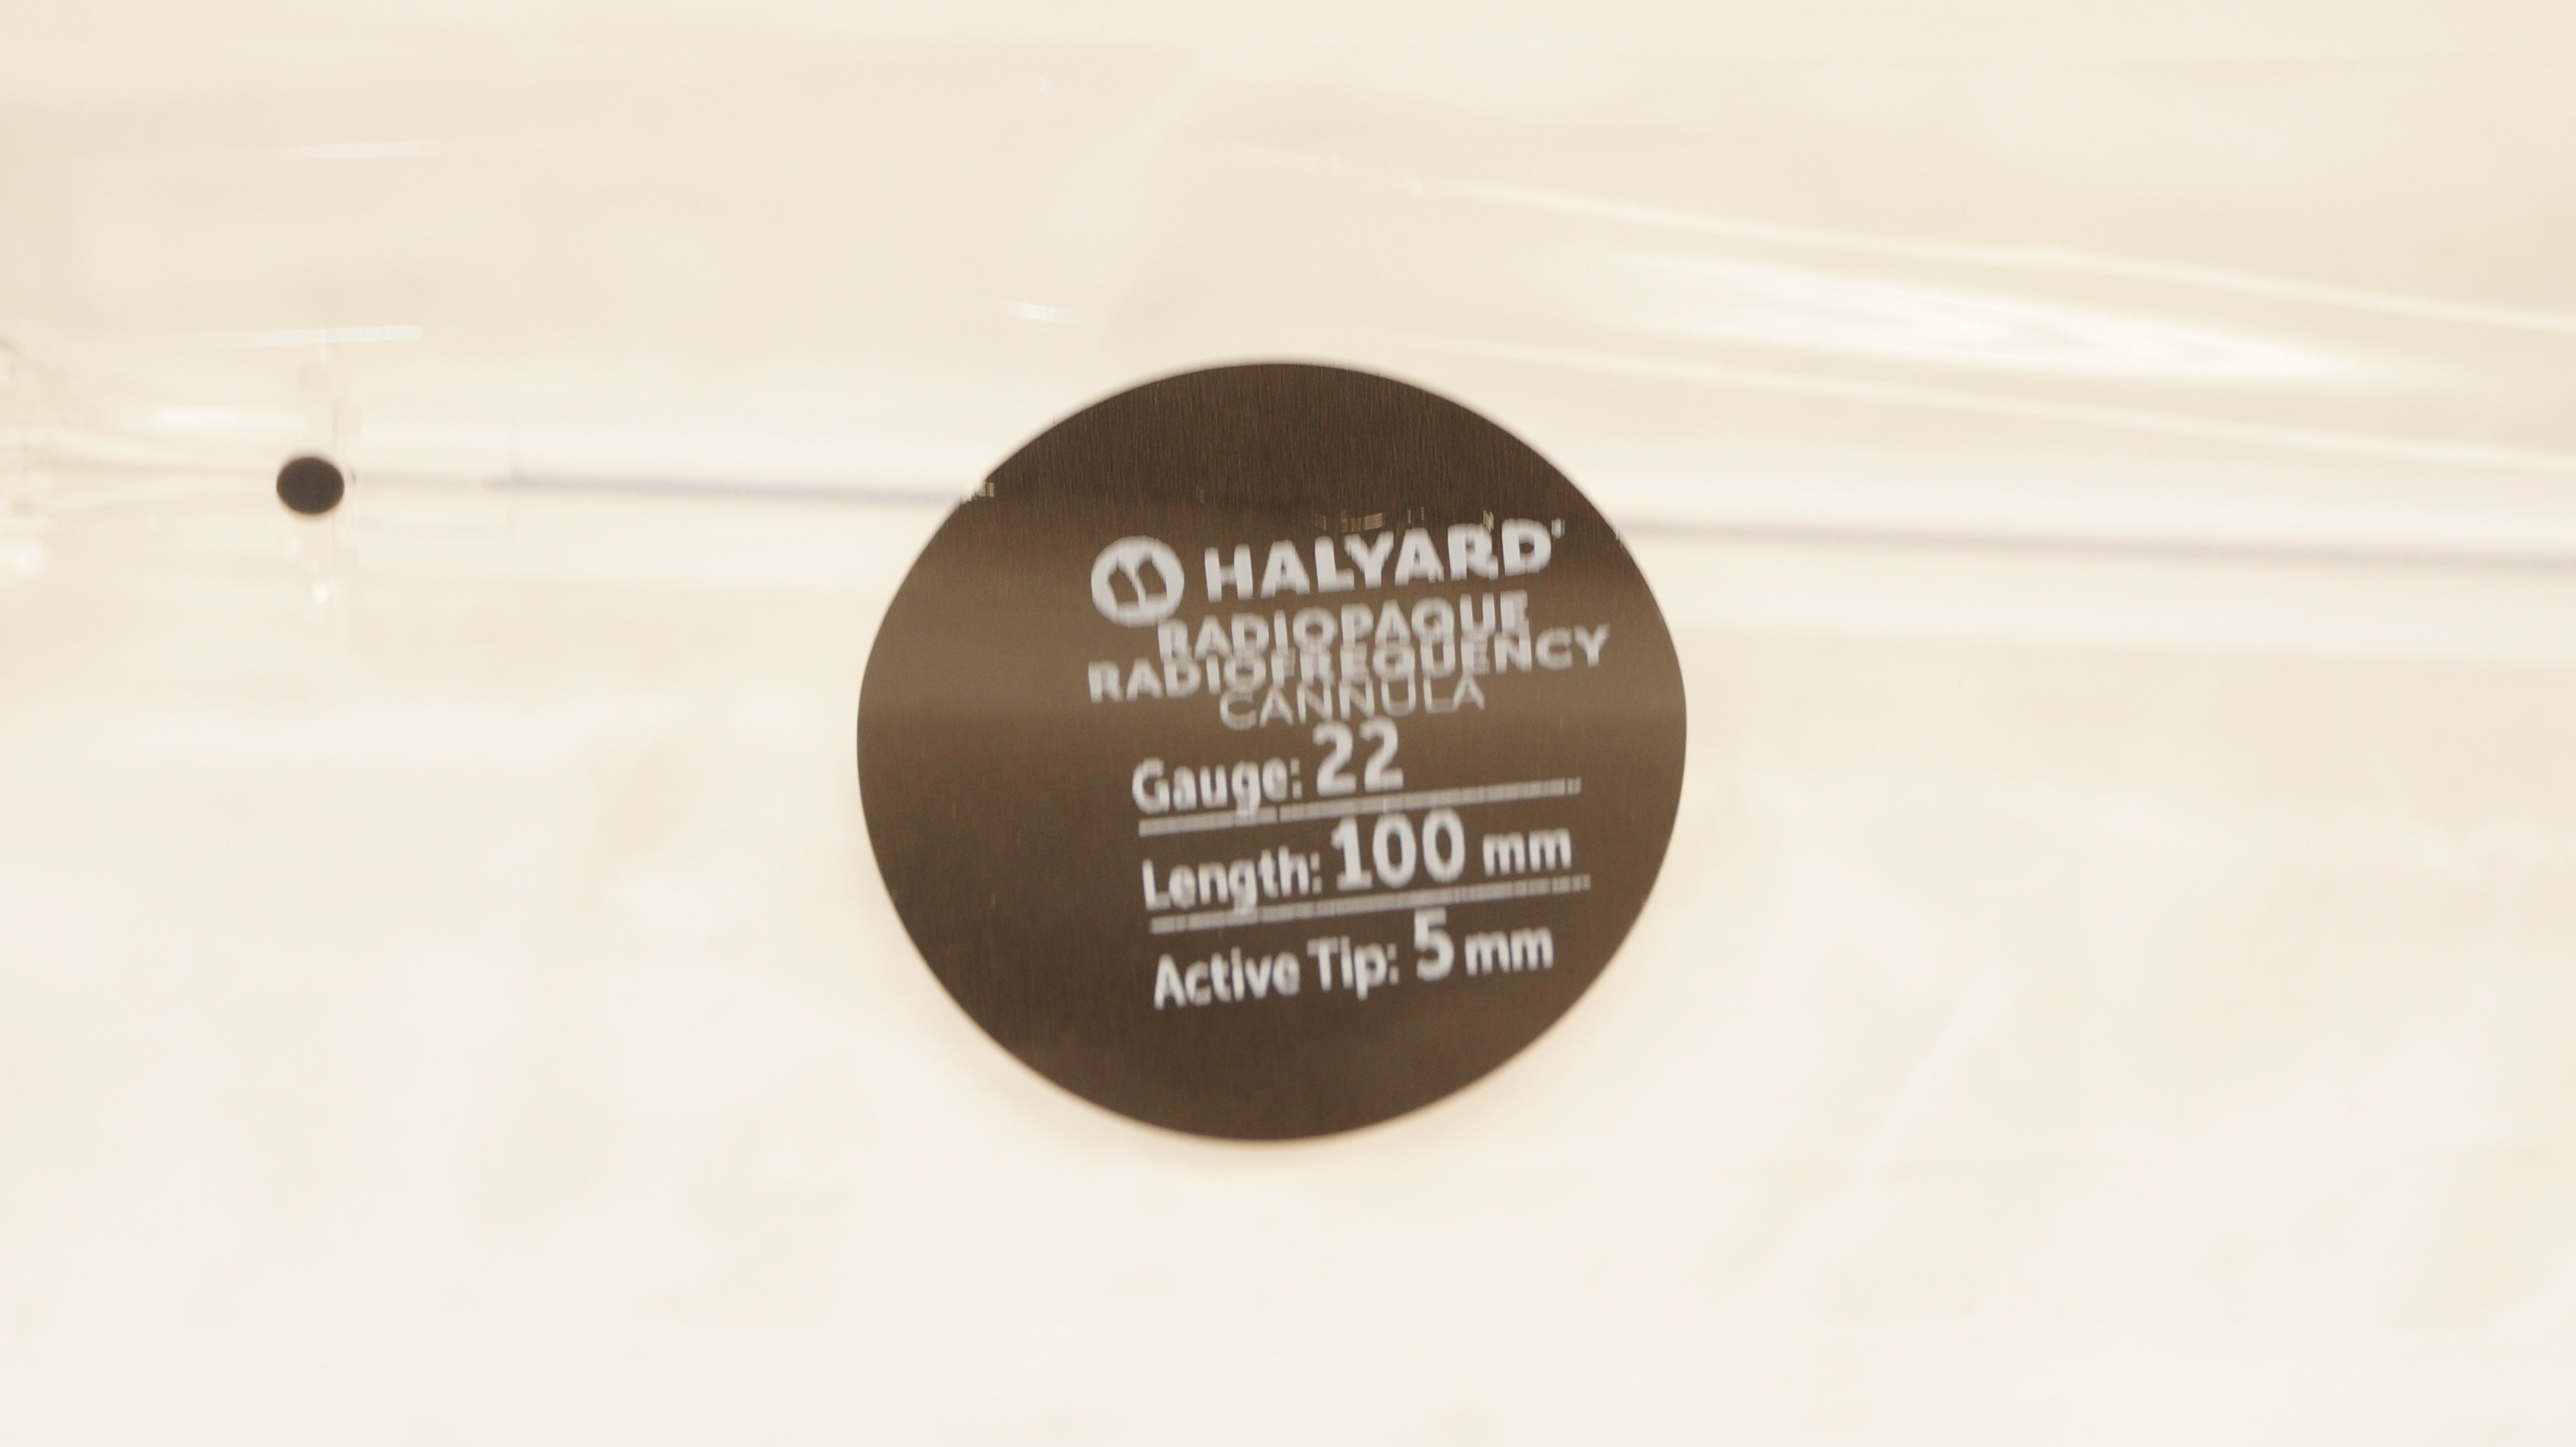 HALYARD
RADIOPAQUE
RADIOFREQUENCY
CANNULA
Gauge: 22
Length: 100 mm
Active Tip: 5 mm